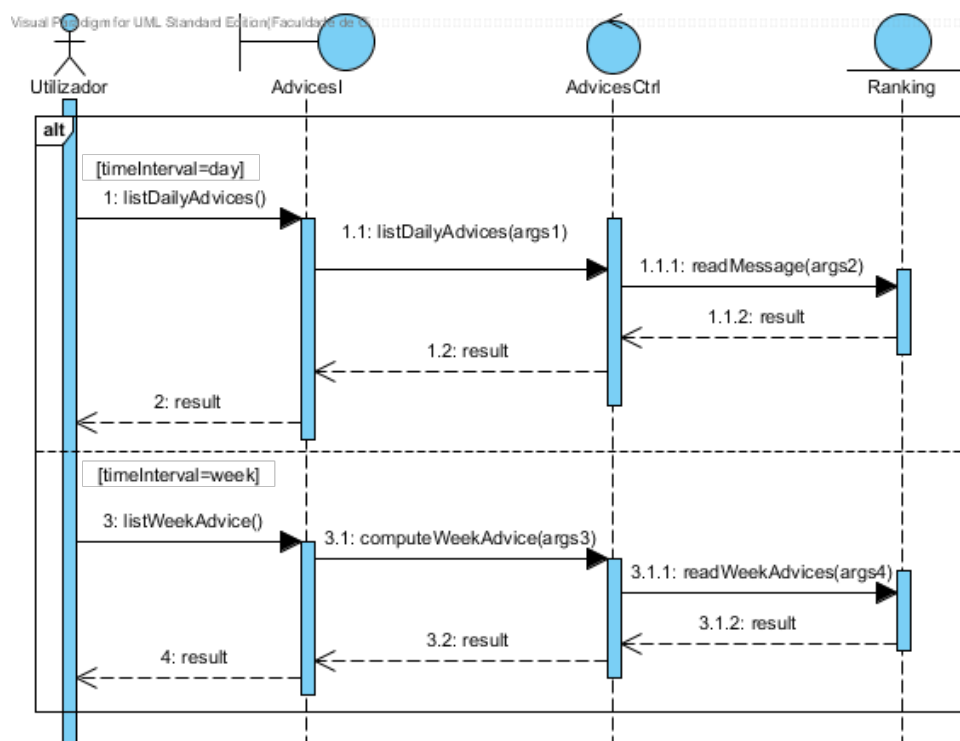 Visual Paradigm for UML Standard Edition(Faculdade de
Utilizador
AdvicesI
AdvicesCtrl
Ranking
alt
[timeInterval=day]
1: listDailyAdvices()
1.1: listDailyAdvices(args1)
1.1.1: readMessage(args2)
1.1.2: result
1.2: result
2: result
[timeInterval=week]
3: listWeekAdvice()
3.1: computeWeekAdvice(args3)
3.1.1: readWeekAdvices(args4)
3.1.2: result
3.2: result
4: result